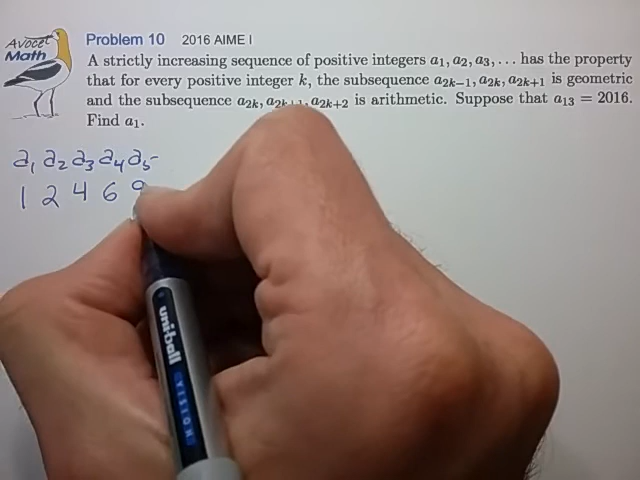 Avocet
Math
Problem 10 2016 AIME I
A strictly increasing sequence of positive integers a₁, a₂, a₃, … has the property
that for every positive integer k, the subsequence a₂ₖ₋₁, a₂ₖ, a₂ₖ₊₁ is geometric
and the subsequence a₂ₖ, a₂ₖ₊₁, a₂ₖ₊₂ is arithmetic. Suppose that a₁₃ = 2016.
Find a₁.
a₁ a₂ a₃ a₄ a₅
1 2 4 6 9
uni-ball VISION